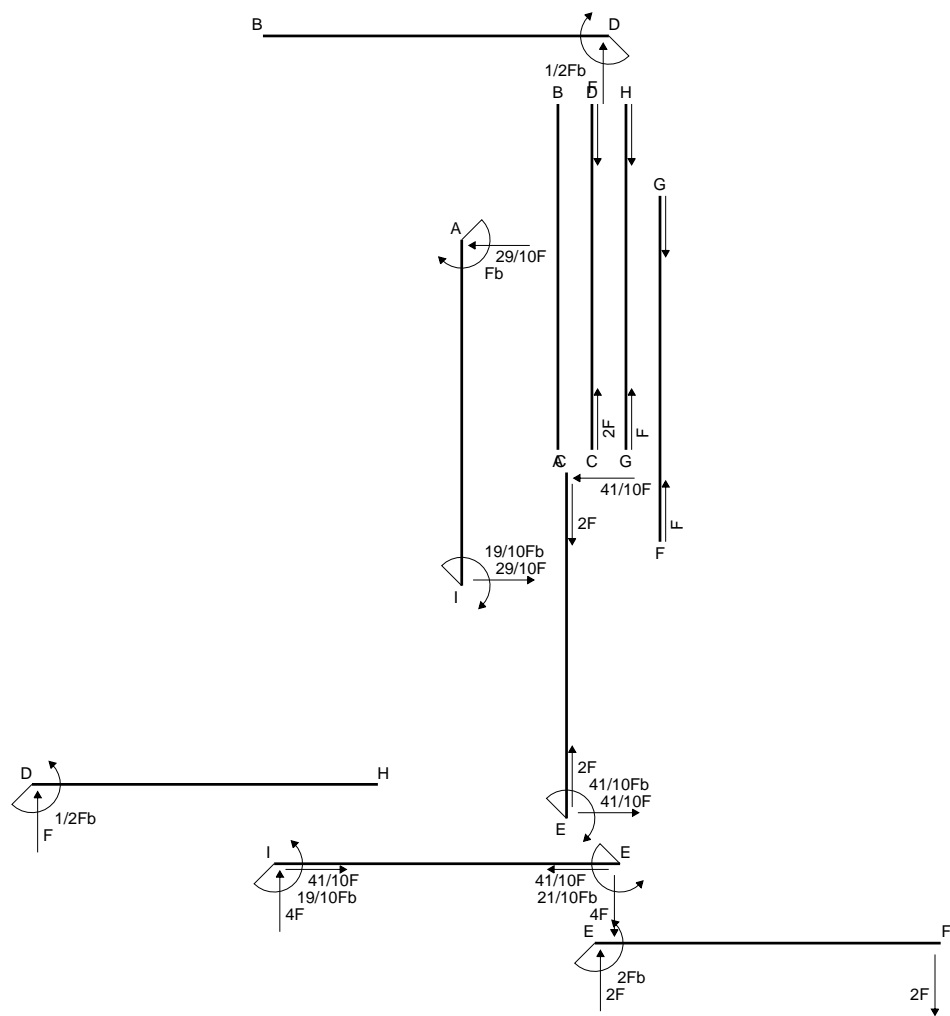 B
D
1/2Fb
F
B
D
H
G
A
29/10F
Fb
2F
F
A
C
C
G
41/10F
2F
F
19/10Fb
29/10F
F
I
D
H
2F
41/10Fb
41/10F
1/2Fb
F
E
I
E
41/10F
19/10Fb
4F
41/10F
21/10Fb
4F
E
F
2Fb
2F
2F